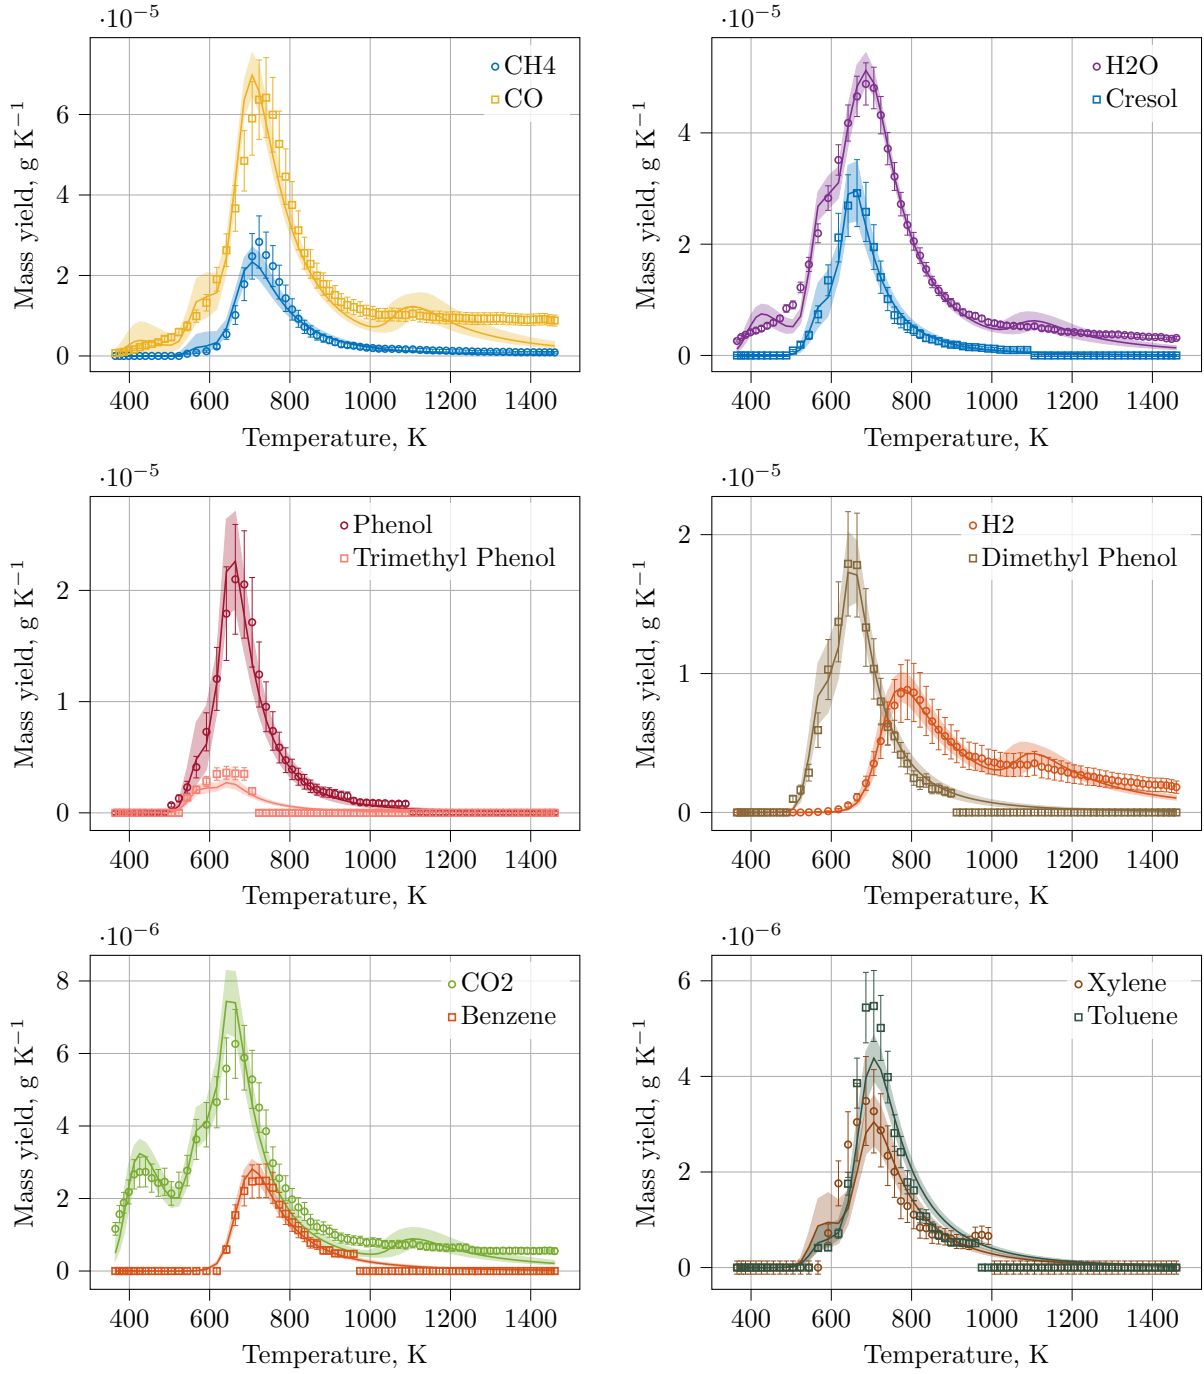 ·10−5
CH4
CO
6
4
2
0
400 600 800 1000 1200 1400
Temperature, K
Mass yield, g K−1
·10−5
H2O
Cresol
4
2
0
400 600 800 1000 1200 1400
Temperature, K
Mass yield, g K−1
·10−5
Phenol
Trimethyl Phenol
2
1
0
400 600 800 1000 1200 1400
Temperature, K
Mass yield, g K−1
·10−5
H2
Dimethyl Phenol
2
1
0
400 600 800 1000 1200 1400
Temperature, K
Mass yield, g K−1
·10−6
CO2
Benzene
8
6
4
2
0
400 600 800 1000 1200 1400
Temperature, K
Mass yield, g K−1
·10−6
Xylene
Toluene
6
4
2
0
400 600 800 1000 1200 1400
Temperature, K
Mass yield, g K−1